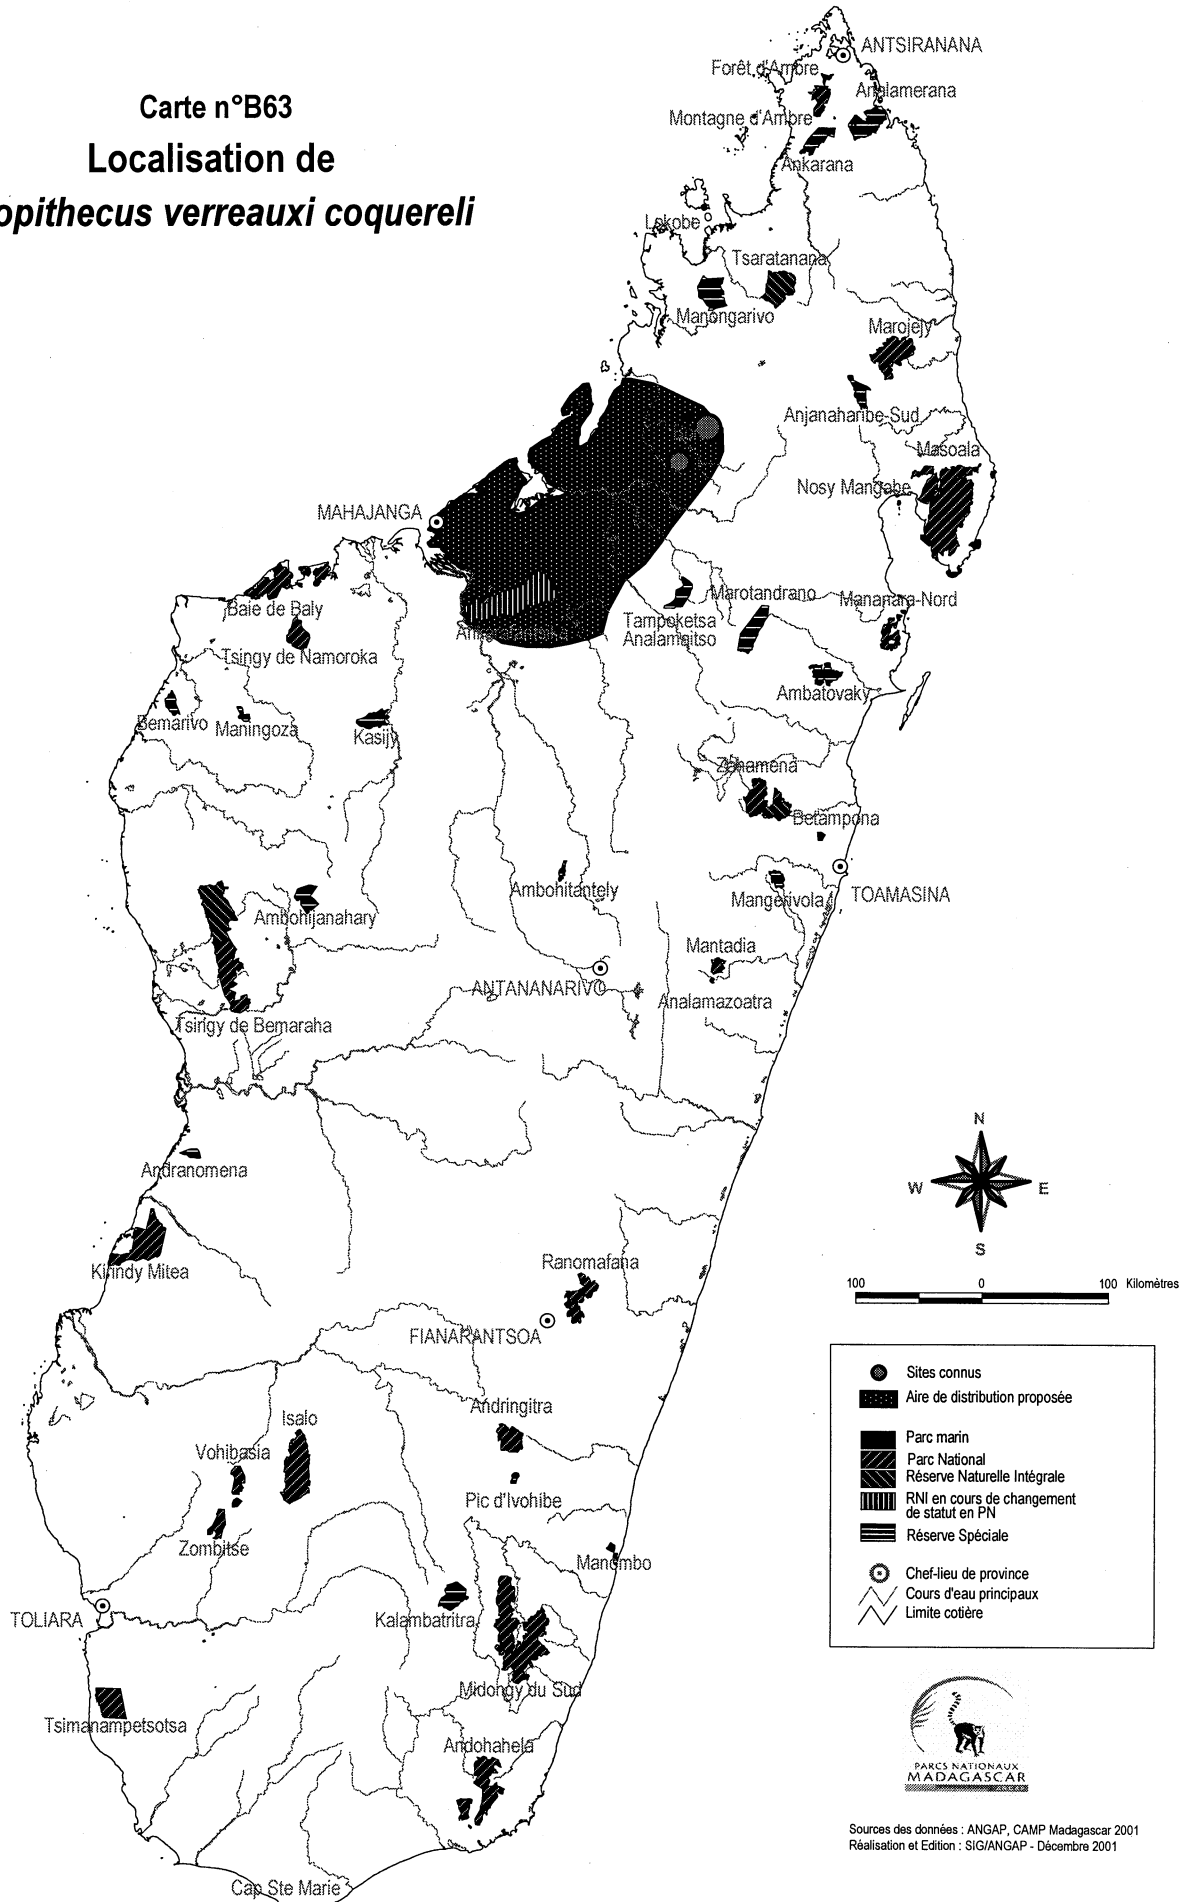 Carte n°B63
Localisation de
opithecus verreauxi coquereli
ANTSIRANANA
Forêt d'Ambre
Analamerana
Montagne d'Ambre
Ankarana
Lokobe
Tsaratanana
Manongarivo
Marojejy
Anjanaharibe-Sud
Masoala
Nosy Mangabe
MAHAJANGA
Baie de Baly
Marotandrano
Mananara-Nord
Tampoketsa
Analamaitso
Tsingy de Namoroka
Ambatovaky
Bemarivo
Maningoza
Kasijy
Zahamena
Betampona
Ambohitantely
Mangerivola
TOAMASINA
Ambohijanahary
Mantadia
ANTANANARIVO
Analamazoatra
Tsingy de Bemaraha
N
W
E
S
Andranomena
Kirindy Mitea
Ranomafana
100 0 100 Kilomètres
FIANARANTSOA
Sites connus
Aire de distribution proposée
Parc marin
Parc National
Réserve Naturelle Intégrale
RNI en cours de changement
de statut en PN
Réserve Spéciale
Chef-lieu de province
Cours d'eau principaux
Limite cotière
Andringitra
Isalo
Vohibasia
Pic d'Ivohibe
Zombitse
Manombo
TOLIARA
Kalambatritra
Midongy du Sud
Tsimanampetsotsa
Andohahela
Cap Ste Marie
PARCS NATIONAUX
MADAGASCAR
Sources des données : ANGAP, CAMP Madagascar 2001
Réalisation et Edition : SIG/ANGAP - Décembre 2001